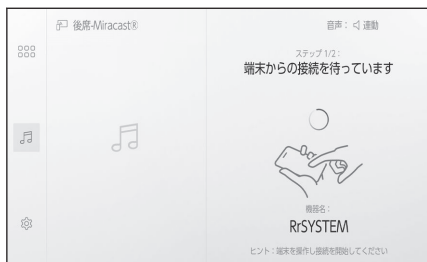 後席-Miracast®
音声： 連動
ステップ 1/2：
端末からの接続を待っています
機器名：
RrSYSTEM
ヒント：端末を操作し接続を開始してください